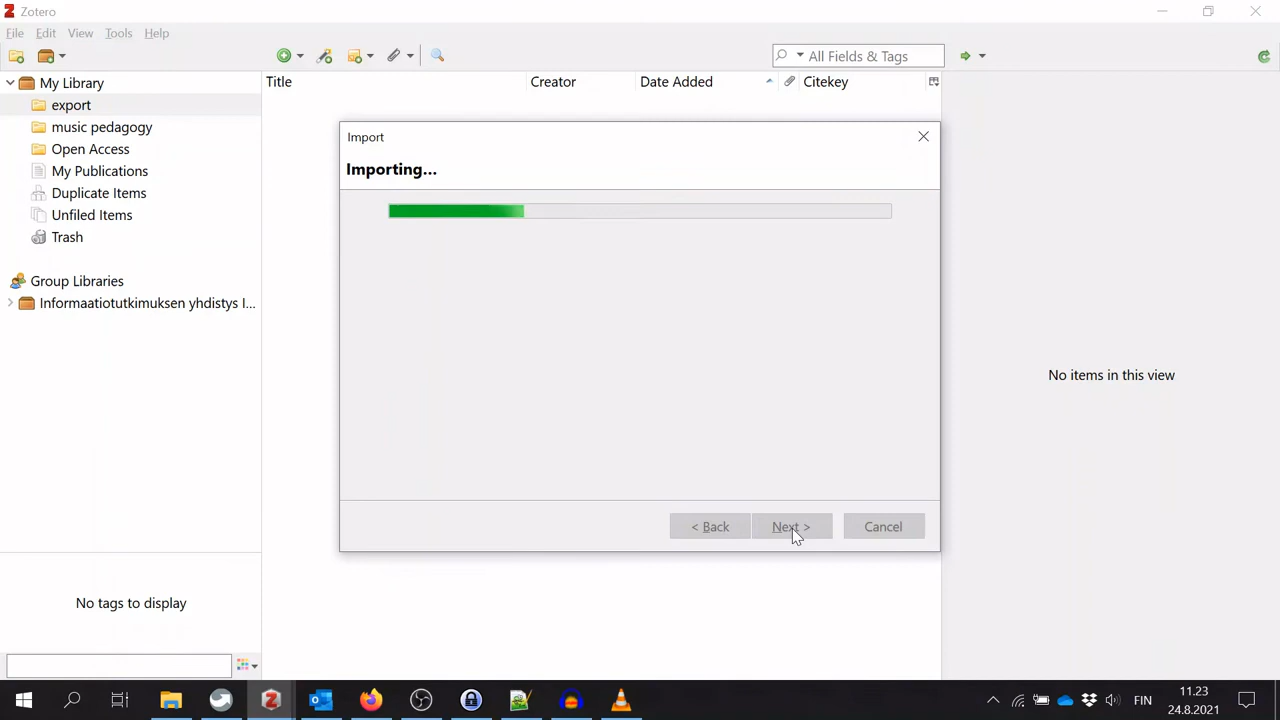 Zotero
File Edit View Tools Help
All Fields & Tags
My Library
export
music pedagogy
Open Access
My Publications
Duplicate Items
Unfiled Items
Trash
Group Libraries
Informaatiotutkimuksen yhdistys I...
Title Creator Date Added Citekey
Import
Importing...
< Back Next > Cancel
No items in this view
No tags to display
FIN
11.23
24.8.2021